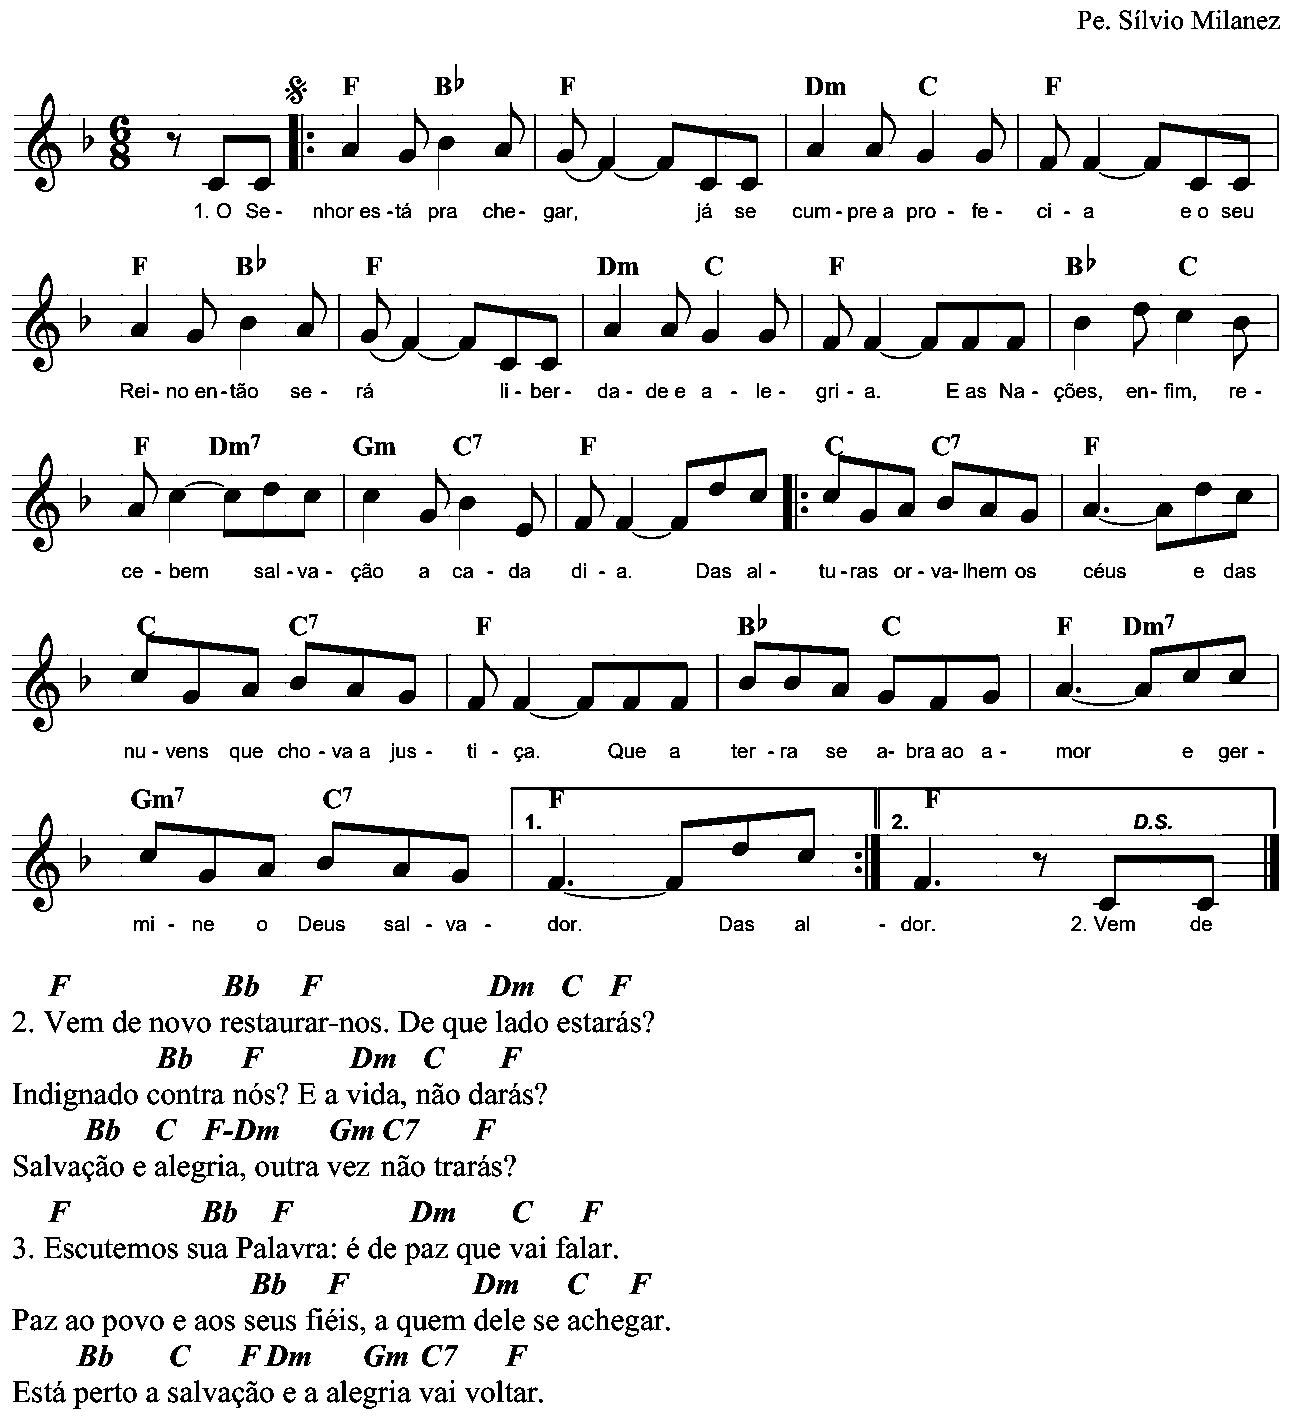 Pe. Sílvio Milanez
F B♭ F Dm C F
6
8
1. O Se - nhor es - tá pra che - gar, já se cum - pre a pro - fe - ci - a e o seu
F B♭ F Dm C F B♭ C
Rei - no en - tão se - rá li - ber - da - de e a - le - gri - a. E as Na - ções, en - fim, re -
F Dm7 Gm C7 F C C7 F
ce - bem sal - va - ção a ca - da di - a. Das al - tu - ras or - va - lhem os céus e das
C C7 F B♭ C F Dm7
nu - vens que cho - va a jus - ti - ça. Que a ter - ra se a - bra ao a - mor e ger -
Gm7 C7 F F
1. 2. D.S.
mi - ne o Deus sal - va - dor. Das al - dor. 2. Vem de
F Bb F Dm C F
2. Vem de novo restaurar-nos. De que lado estarás?
Bb F Dm C F
Indignado contra nós? E a vida, não darás?
Bb C F-Dm Gm C7 F
Salvação e alegria, outra vez não trarás?
F Bb F Dm C F
3. Escutemos sua Palavra: é de paz que vai falar.
Bb F Dm C F
Paz ao povo e aos seus fiéis, a quem dele se achegar.
Bb C F Dm Gm C7 F
Está perto a salvação e a alegria vai voltar.